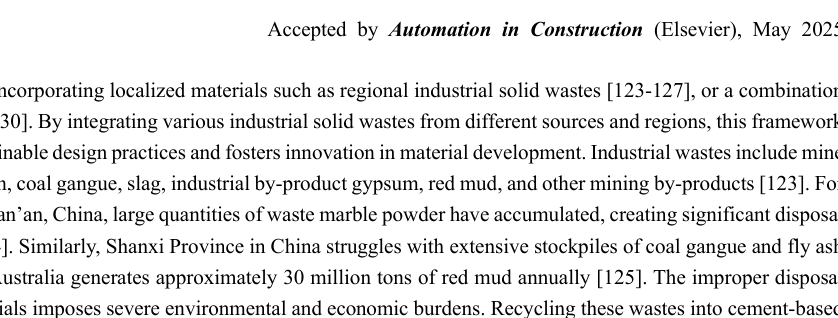 Accepted by Automation in Construction (Elsevier), May 2025
ncorporating localized materials such as regional industrial solid wastes [123-127], or a combination
30]. By integrating various industrial solid wastes from different sources and regions, this framework
inable design practices and fosters innovation in material development. Industrial wastes include mine
n, coal gangue, slag, industrial by-product gypsum, red mud, and other mining by-products [123]. For
an'an, China, large quantities of waste marble powder have accumulated, creating significant disposa
]. Similarly, Shanxi Province in China struggles with extensive stockpiles of coal gangue and fly ash
Australia generates approximately 30 million tons of red mud annually [125]. The improper disposa
ials imposes severe environmental and economic burdens. Recycling these wastes into cement-based